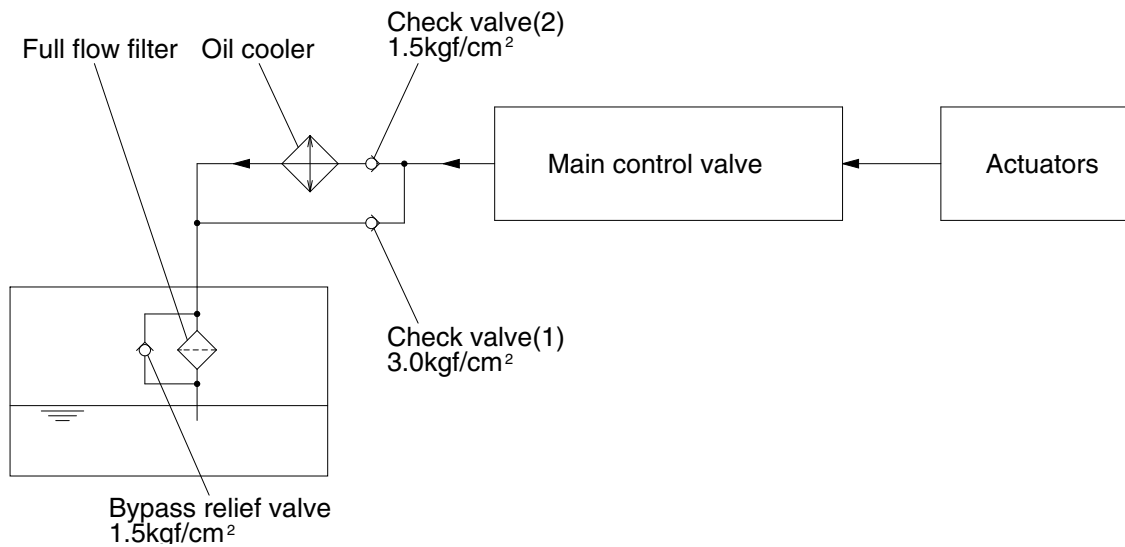 Check valve(2)
1.5kgf/cm²
Full flow filter
Oil cooler
Main control valve
Actuators
Check valve(1)
3.0kgf/cm²
Bypass relief valve
1.5kgf/cm²